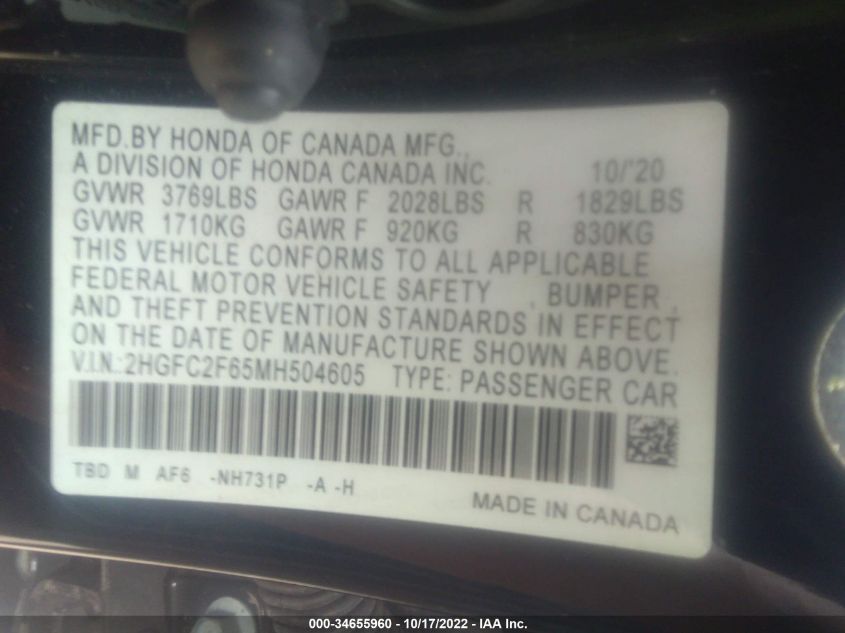 MFD.BY HONDA OF CANADA MFG.,
A DIVISION OF HONDA CANADA INC. 10/'20
GVWR 3769LBS GAWR F 2028LBS R 1829LBS
GVWR 1710KG GAWR F 920KG R 830KG
THIS VEHICLE CONFORMS TO ALL APPLICABLE
FEDERAL MOTOR VEHICLE SAFETY , BUMPER ,
AND THEFT PREVENTION STANDARDS IN EFFECT
ON THE DATE OF MANUFACTURE SHOWN ABOVE.
V.I.N.:2HGFC2F65MH504605 TYPE: PASSENGER CAR
TBD M AF6 -NH731P -A -H
MADE IN CANADA
000-34655960 - 10/17/2022 - IAA Inc.